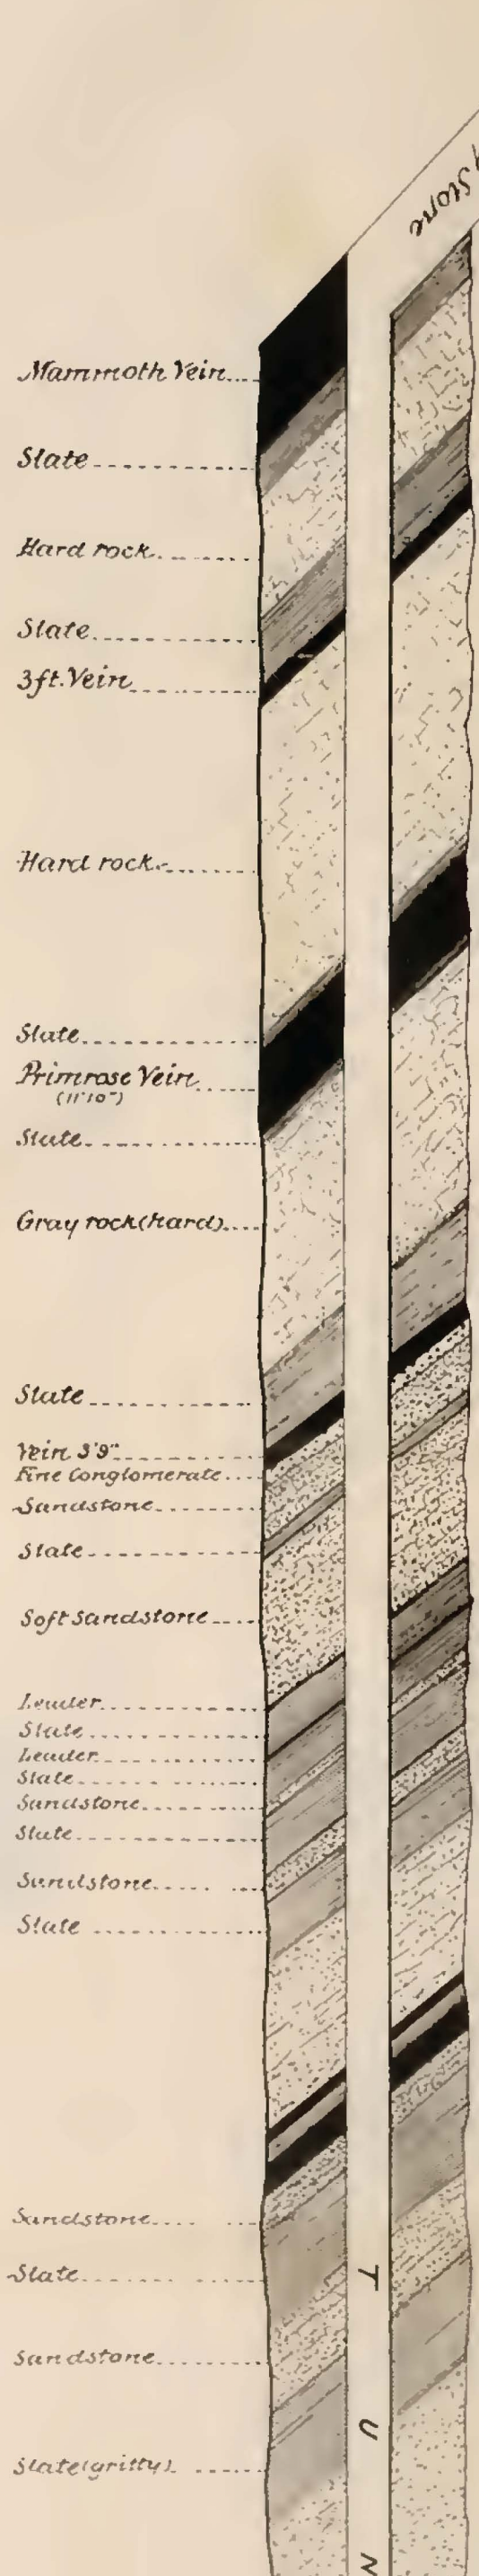 Stone
Mammoth Vein
Slate
Hard rock
Slate
3ft. Vein
Hard rock
Slate
Primrose Vein
(11'10")
Slate
Gray rock (hard)
Slate
Vein 3'9"
Fine Conglomerate
Sandstone
Slate
Soft Sandstone
Leader
Slate
Leader
Slate
Sandstone
Slate
Sandstone
Slate
Sandstone
Slate
Sandstone
Slate (gritty)
T
U
N